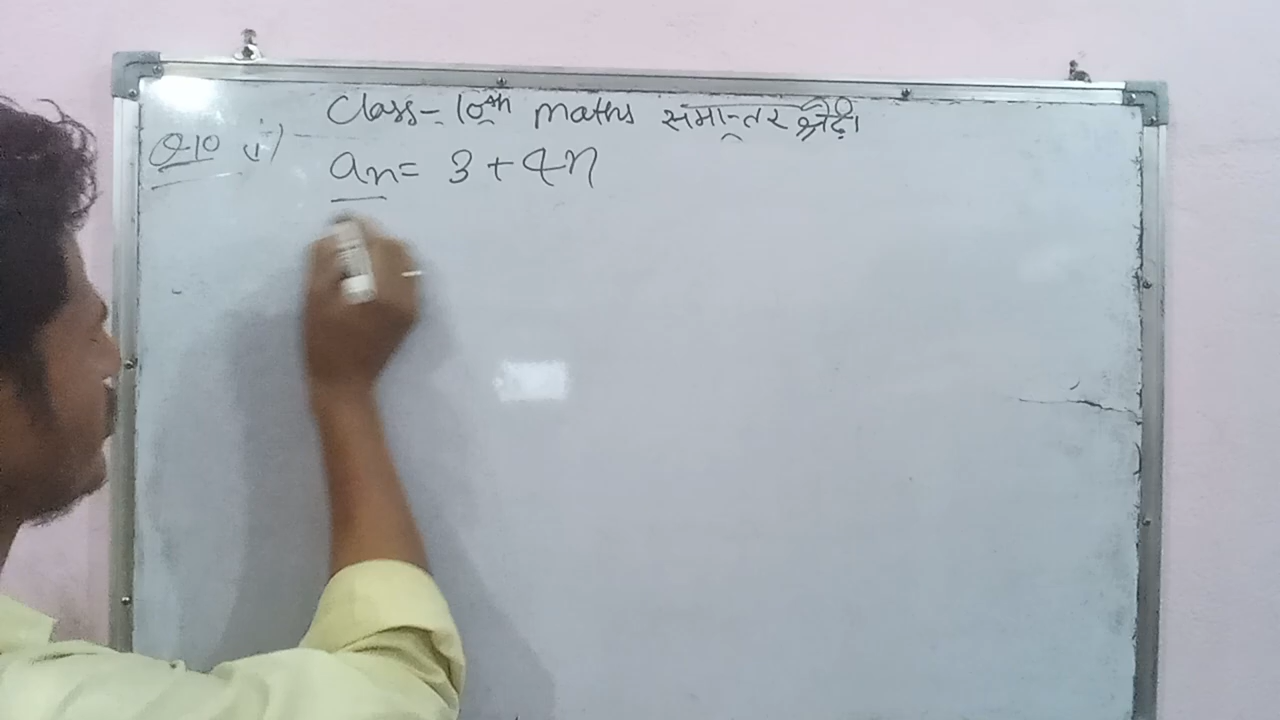 Class-10th maths समान्तर श्रेढ़ी
Q.10 (i)
an = 3 + 4n